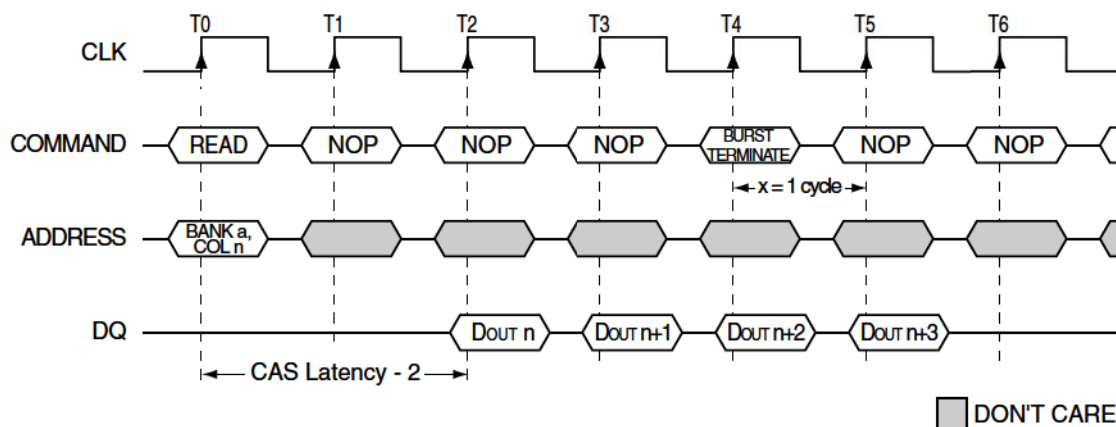 T0 T1 T2 T3 T4 T5 T6
CLK
COMMAND READ NOP NOP NOP BURST TERMINATE NOP NOP
x = 1 cycle
ADDRESS BANK a, COL n
DQ DOUT n DOUT n+1 DOUT n+2 DOUT n+3
CAS Latency - 2
DON'T CARE